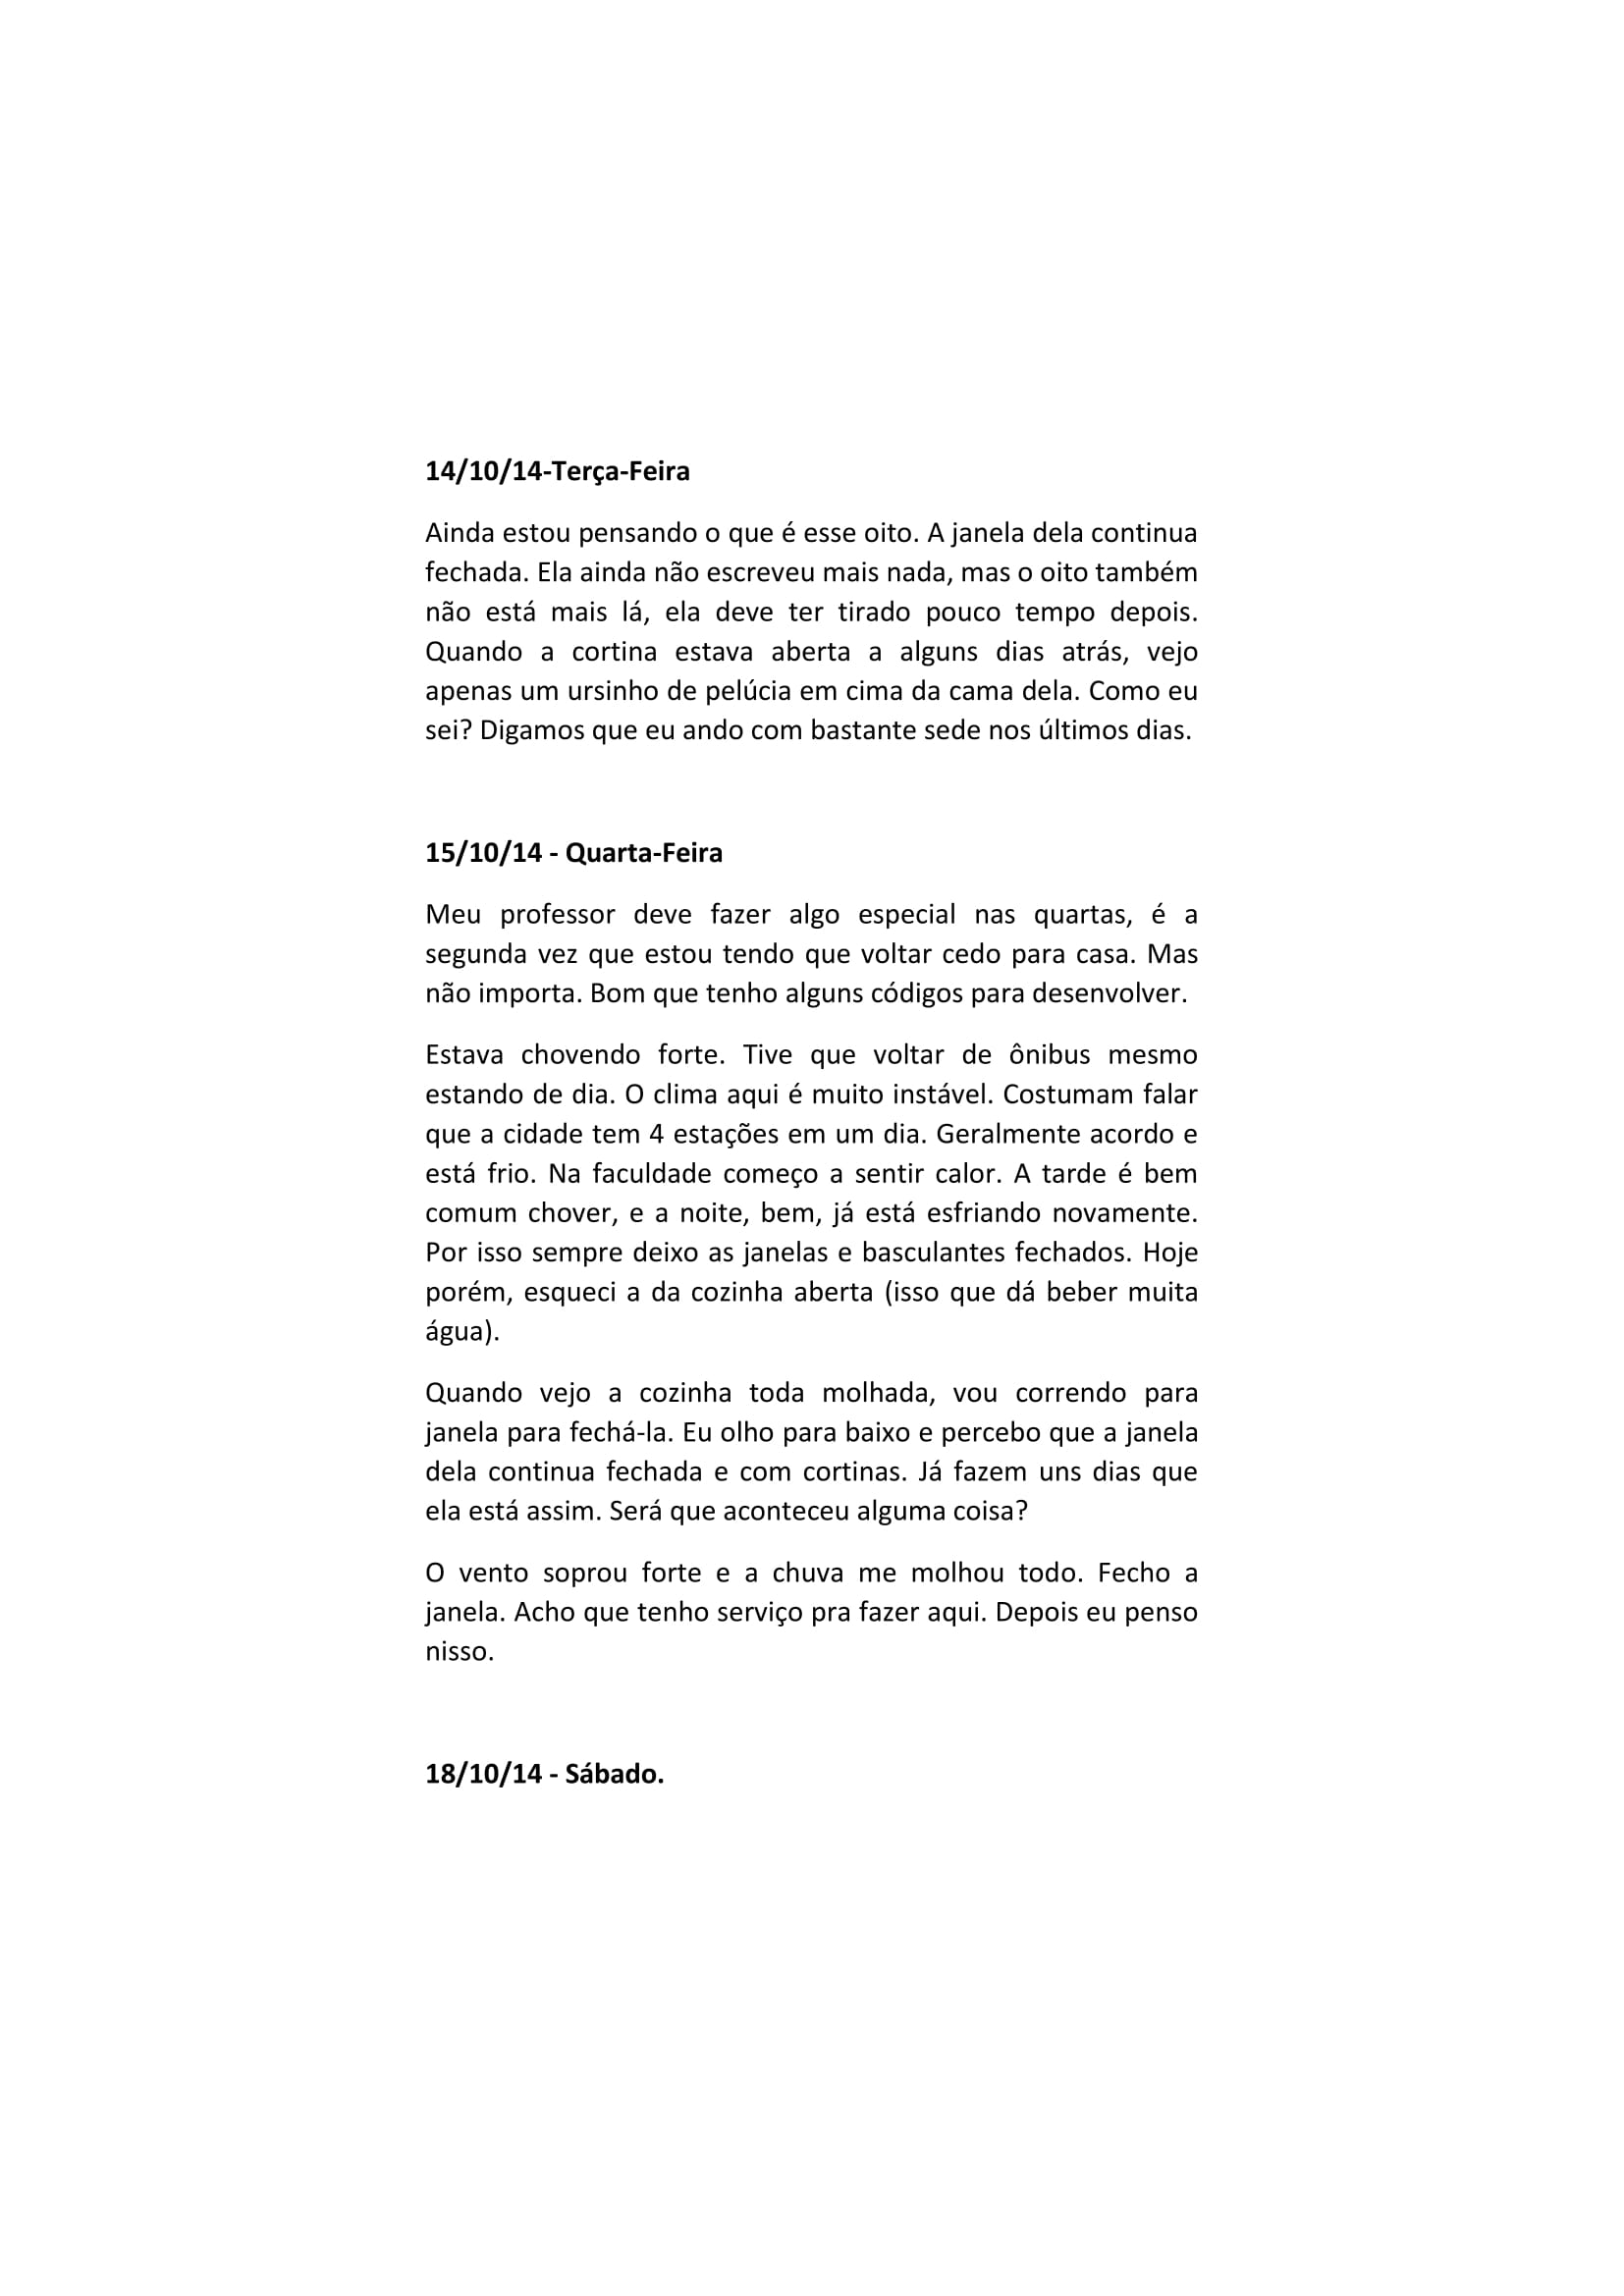 14/10/14-Terça-Feira
Ainda estou pensando o que é esse oito. A janela dela continua
fechada. Ela ainda não escreveu mais nada, mas o oito também
não está mais lá, ela deve ter tirado pouco tempo depois.
Quando a cortina estava aberta a alguns dias atrás, vejo
apenas um ursinho de pelúcia em cima da cama dela. Como eu
sei? Digamos que eu ando com bastante sede nos últimos dias.
15/10/14 - Quarta-Feira
Meu professor deve fazer algo especial nas quartas, é a
segunda vez que estou tendo que voltar cedo para casa. Mas
não importa. Bom que tenho alguns códigos para desenvolver.
Estava chovendo forte. Tive que voltar de ônibus mesmo
estando de dia. O clima aqui é muito instável. Costumam falar
que a cidade tem 4 estações em um dia. Geralmente acordo e
está frio. Na faculdade começo a sentir calor. A tarde é bem
comum chover, e a noite, bem, já está esfriando novamente.
Por isso sempre deixo as janelas e basculantes fechados. Hoje
porém, esqueci a da cozinha aberta (isso que dá beber muita
água).
Quando vejo a cozinha toda molhada, vou correndo para
janela para fechá-la. Eu olho para baixo e percebo que a janela
dela continua fechada e com cortinas. Já fazem uns dias que
ela está assim. Será que aconteceu alguma coisa?
O vento soprou forte e a chuva me molhou todo. Fecho a
janela. Acho que tenho serviço pra fazer aqui. Depois eu penso
nisso.
18/10/14 - Sábado.